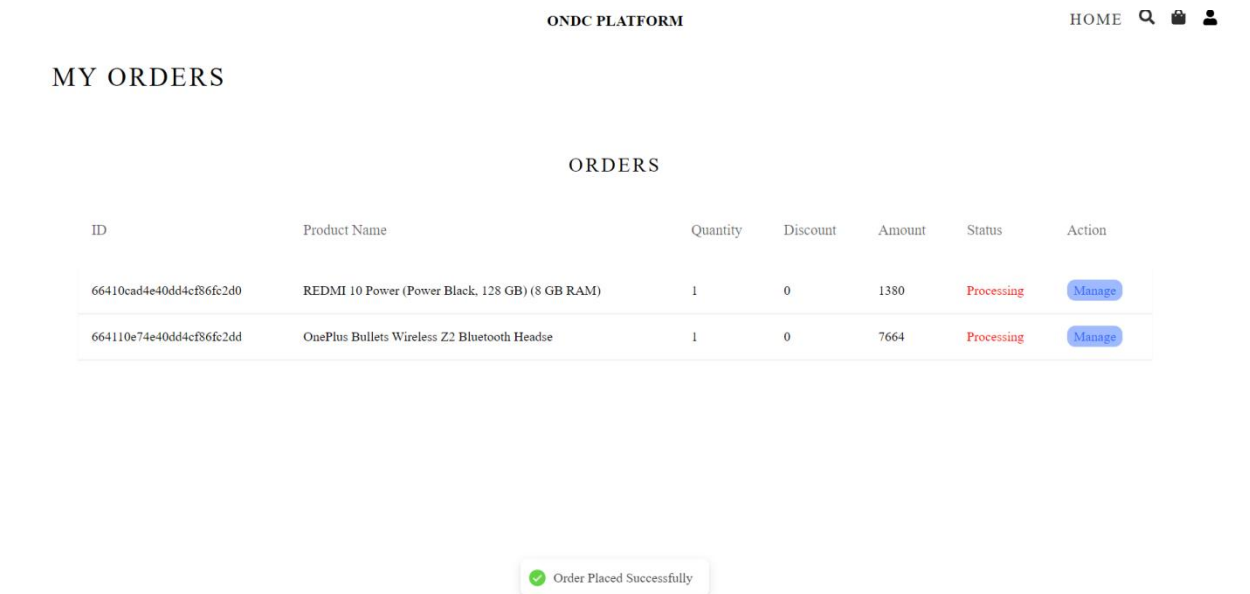 ONDC PLATFORM
HOME
MY ORDERS
ORDERS
ID Product Name Quantity Discount Amount Status Action
66410cad4e40dd4cf86fc2d0 REDMI 10 Power (Power Black, 128 GB) (8 GB RAM) 1 0 1380 Processing Manage
664110e74e40dd4cf86fc2dd OnePlus Bullets Wireless Z2 Bluetooth Headse 1 0 7664 Processing Manage
Order Placed Successfully